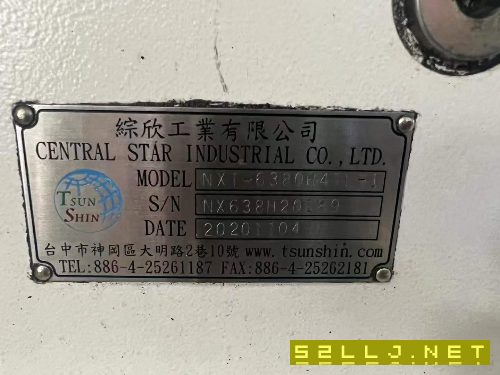 綜欣工業有限公司
CENTRAL STAR INDUSTRIAL CO.,LTD.
TSUN SHIN
MODEL
S/N
DATE 20201104
台中市神岡區大明路2巷10號 www.tsunshin.com
TEL:886-4-25261187 FAX:886-4-25262181
52LLJ.NET